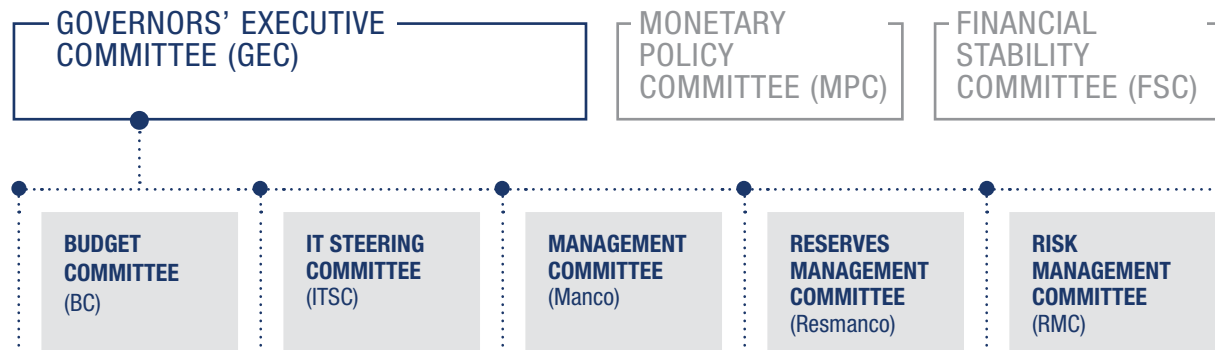 GOVERNORS’ EXECUTIVE
COMMITTEE (GEC)
MONETARY
POLICY
COMMITTEE (MPC)
FINANCIAL
STABILITY
COMMITTEE (FSC)
BUDGET
COMMITTEE
(BC)
IT STEERING
COMMITTEE
(ITSC)
MANAGEMENT
COMMITTEE
(Manco)
RESERVES
MANAGEMENT
COMMITTEE
(Resmanco)
RISK
MANAGEMENT
COMMITTEE
(RMC)